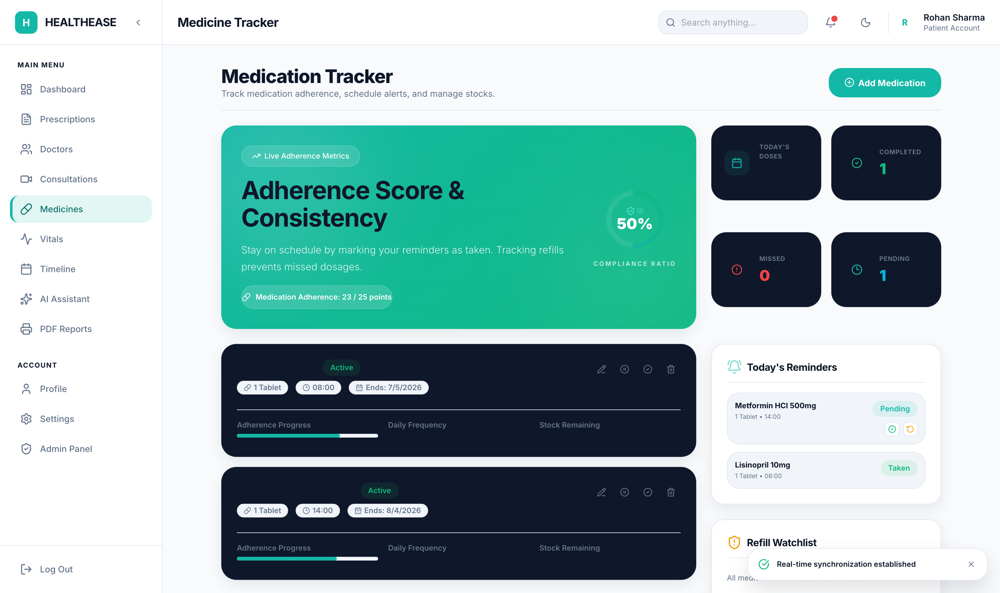 H
HEALTHEASE
Medicine Tracker
Search anything...
R
Rohan Sharma
Patient Account
MAIN MENU
Dashboard
Prescriptions
Doctors
Consultations
Medicines
Vitals
Timeline
AI Assistant
PDF Reports
ACCOUNT
Profile
Settings
Admin Panel
Log Out
Medication Tracker
Track medication adherence, schedule alerts, and manage stocks.
Add Medication
Live Adherence Metrics
Adherence Score &
Consistency
Stay on schedule by marking your reminders as taken. Tracking refills
prevents missed dosages.
Medication Adherence: 23 / 25 points
50%
COMPLIANCE RATIO
TODAY'S
DOSES
COMPLETED
1
MISSED
0
PENDING
1
Active
1 Tablet
08:00
Ends: 7/5/2026
Adherence Progress
Daily Frequency
Stock Remaining
Active
1 Tablet
14:00
Ends: 8/4/2026
Adherence Progress
Daily Frequency
Stock Remaining
Today's Reminders
Metformin HCl 500mg
1 Tablet • 14:00
Pending
Lisinopril 10mg
1 Tablet • 08:00
Taken
Refill Watchlist
All
Real-time synchronization established